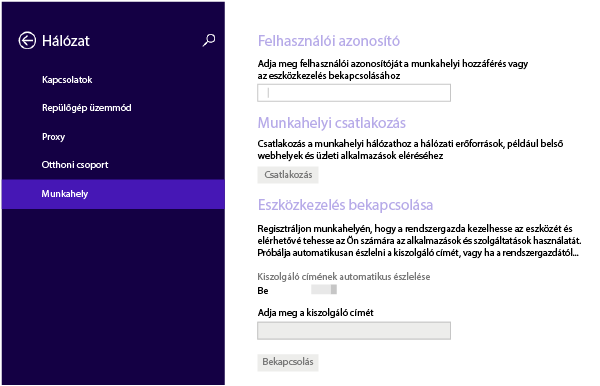 Hálózat
Kapcsolatok
Repülőgép üzemmód
Proxy
Otthoni csoport
Munkahely
Felhasználói azonosító
Adja meg felhasználói azonosítóját a munkahelyi hozzáférés vagy
az eszközkezelés bekapcsolásához
Munkahelyi csatlakozás
Csatlakozás a munkahelyi hálózathoz a hálózati erőforrások, például belső
webhelyek és üzleti alkalmazások eléréséhez
Csatlakozás
Eszközkezelés bekapcsolása
Regisztráljon munkahelyén, hogy a rendszergazda kezelhesse az eszközét és
elérhetővé tehesse az Ön számára az alkalmazások és szolgáltatások használatát.
Próbálja automatikusan észlelni a kiszolgáló címét, vagy ha a rendszergazdától...
Kiszolgáló címének automatikus észlelése
Be
Adja meg a kiszolgáló címét
Bekapcsolás